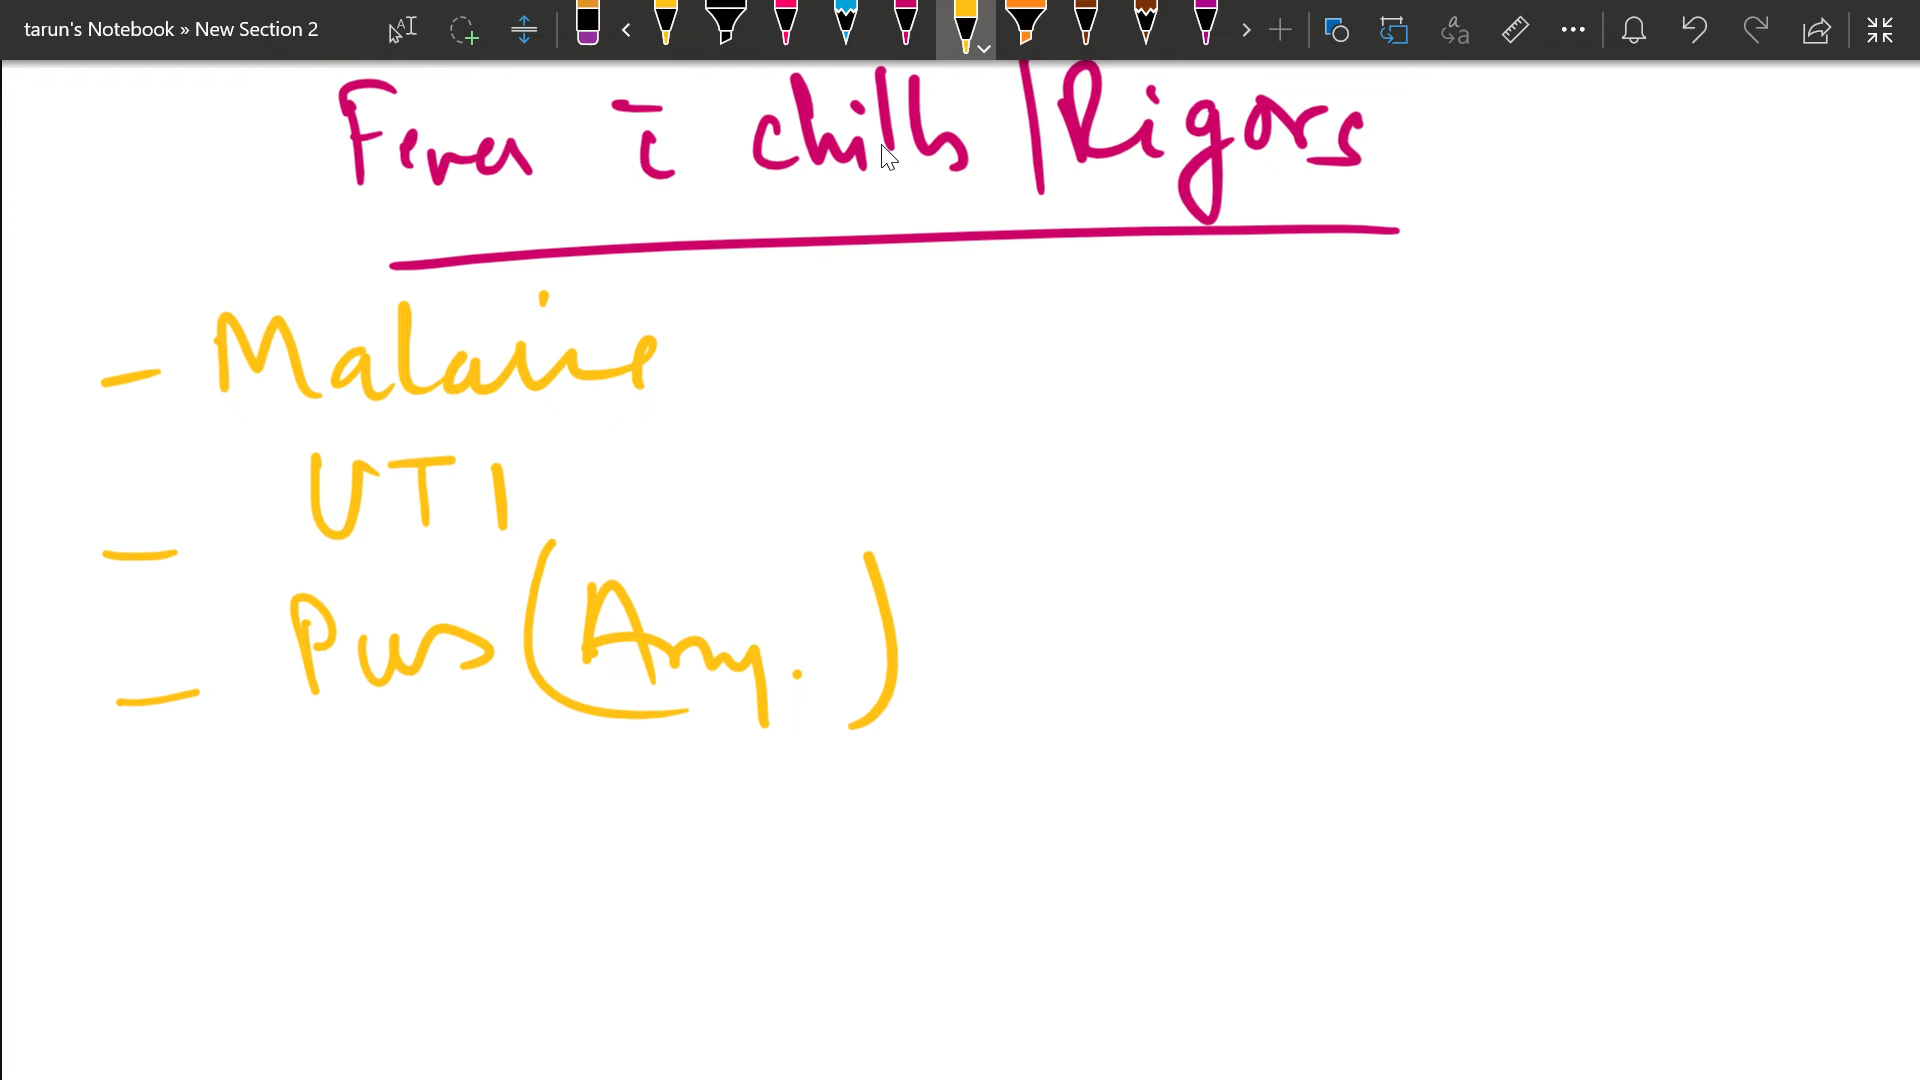 tarun's Notebook » New Section 2
Fever c̄ chills / Rigors
- Malaria
- UTI
- Pus (Any.)